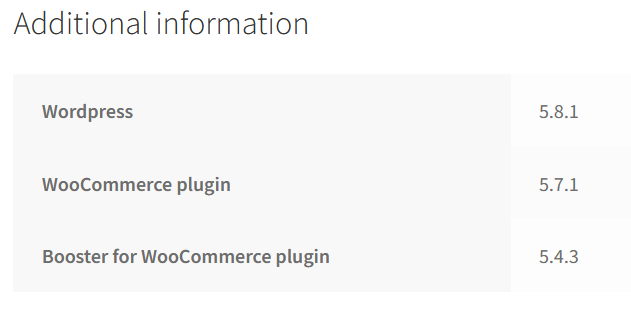 Additional information
Wordpress 5.8.1
WooCommerce plugin 5.7.1
Booster for WooCommerce plugin 5.4.3